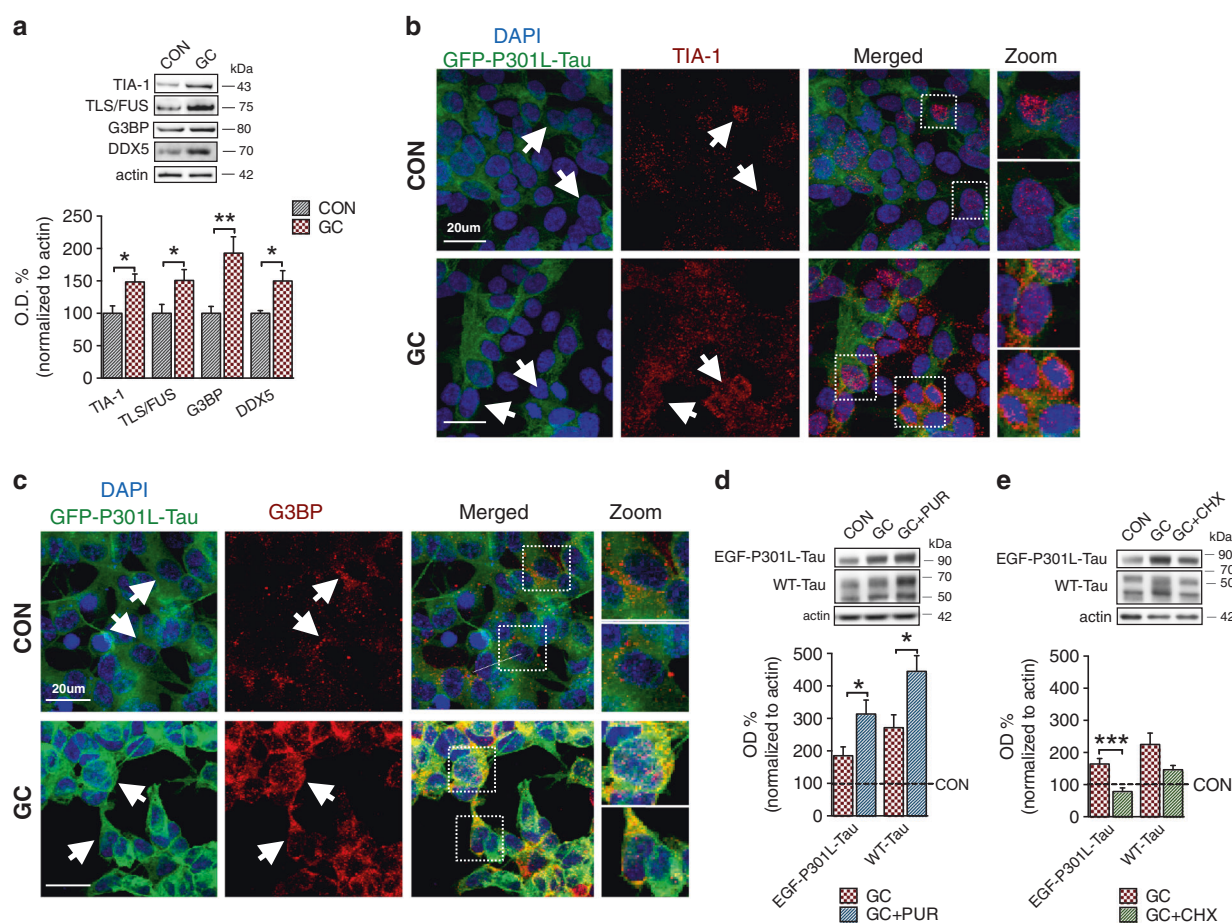 a
CON GC
kDa
TIA-1 43
TLS/FUS 75
G3BP 80
DDX5 70
actin 42
CON
GC
O.D. %
(normalized to actin)
250
200
150
100
50
0
* * ** *
TIA-1 TLS/FUS G3BP DDX5
b
DAPI
GFP-P301L-Tau TIA-1 Merged Zoom
CON
20um
GC
c
DAPI
GFP-P301L-Tau G3BP Merged Zoom
CON
20um
GC
d
CON GC GC+PUR
kDa
EGF-P301L-Tau 90
WT-Tau 70
50
actin 42
OD %
(normalized to actin)
500
400
300
200
100
0
* *
CON
EGF-P301L-Tau WT-Tau
GC
GC+PUR
e
CON GC GC+CHX
kDa
EGF-P301L-Tau 90
70
WT-Tau 50
actin 42
OD %
(normalized to actin)
500
400
300
200
100
0
***
CON
EGF-P301L-Tau WT-Tau
GC
GC+CHX